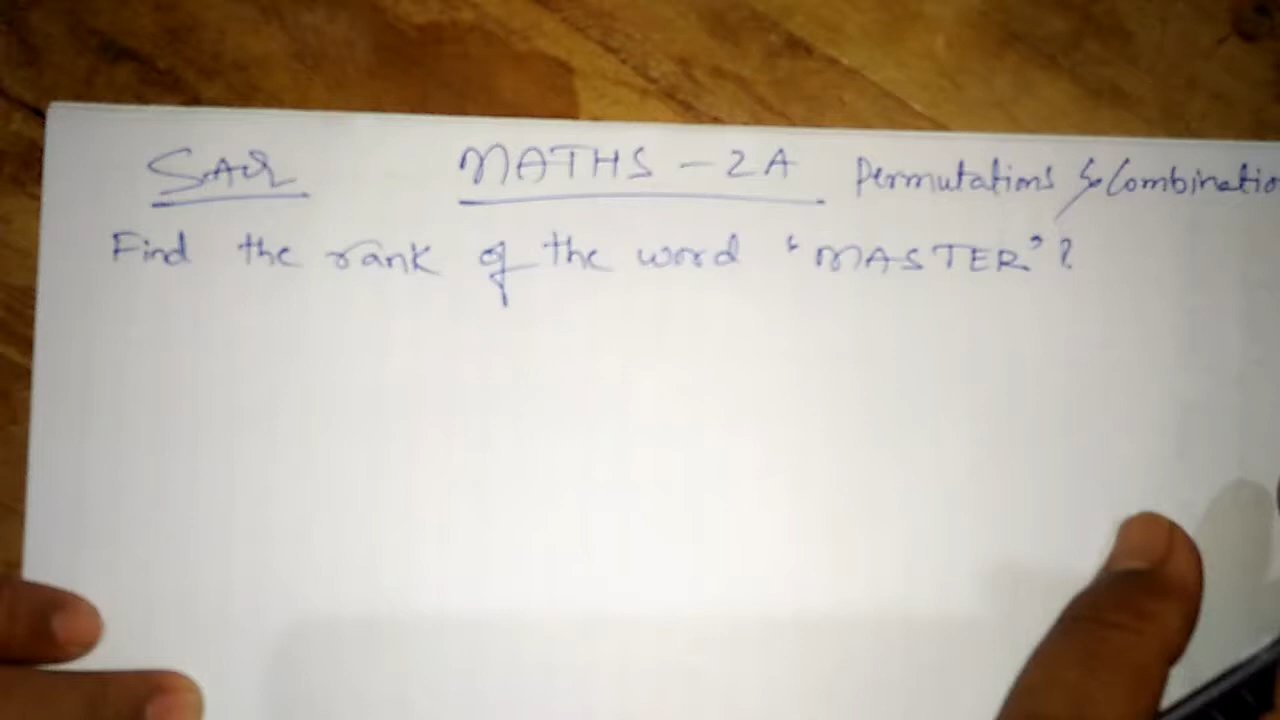 SAQ MATHS - 2A Permutations & Combinatio
Find the rank of the word 'MASTER'?